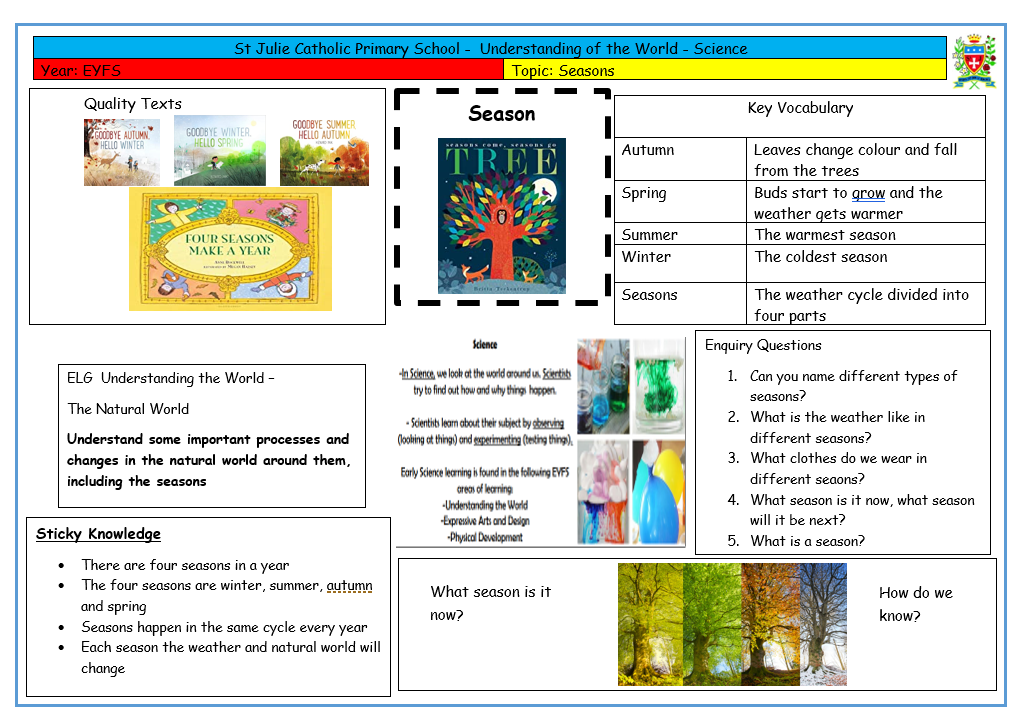 St Julie Catholic Primary School - Understanding of the World - Science
Year: EYFS
Topic: Seasons
Quality Texts
GOODBYE AUTUMN,
HELLO WINTER
GOODBYE WINTER,
HELLO SPRING
GOODBYE SUMMER,
HELLO AUTUMN
FOUR SEASONS
MAKE A YEAR
ANNE ROCKWELL
Season
seasons come, seasons go
TREE
Britta Teckentrup
Key Vocabulary
Autumn
Leaves change colour and fall
from the trees
Spring
Buds start to grow and the
weather gets warmer
Summer
The warmest season
Winter
The coldest season
Seasons
The weather cycle divided into
four parts
ELG Understanding the World –
The Natural World
Understand some important processes and
changes in the natural world around them,
including the seasons
Science
-In Science, we look at the world around us. Scientists
try to find out how and why things happen.
- Scientists learn about their subject by observing
(looking at things) and experimenting (testing things).
Early Science learning is found in the following EYFS
areas of learning:
-Understanding the World
-Expressive Arts and Design
-Physical Development
Enquiry Questions
1. Can you name different types of
seasons?
2. What is the weather like in
different seasons?
3. What clothes do we wear in
different seaons?
4. What season is it now, what season
will it be next?
5. What is a season?
Sticky Knowledge
• There are four seasons in a year
• The four seasons are winter, summer, autumn
and spring
• Seasons happen in the same cycle every year
• Each season the weather and natural world will
change
What season is it
now?
How do we
know?